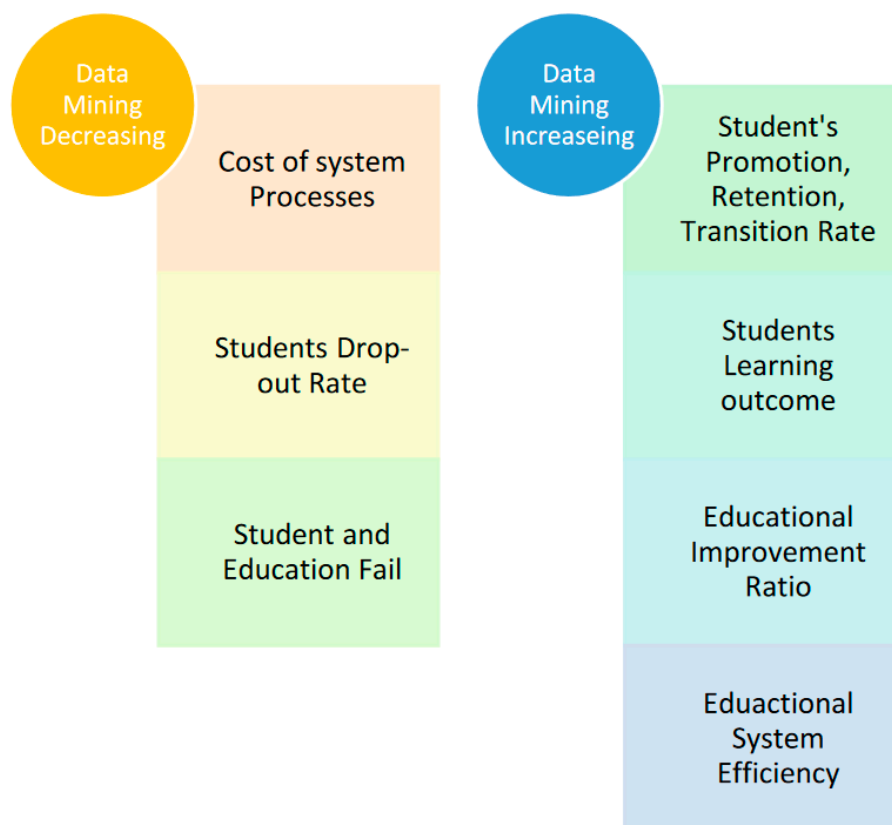 Data
Mining
Decreasing
Cost of system
Processes
Students Drop-
out Rate
Student and
Education Fail
Data
Mining
Increaseing
Student's
Promotion,
Retention,
Transition Rate
Students
Learning
outcome
Educational
Improvement
Ratio
Eduactional
System
Efficiency